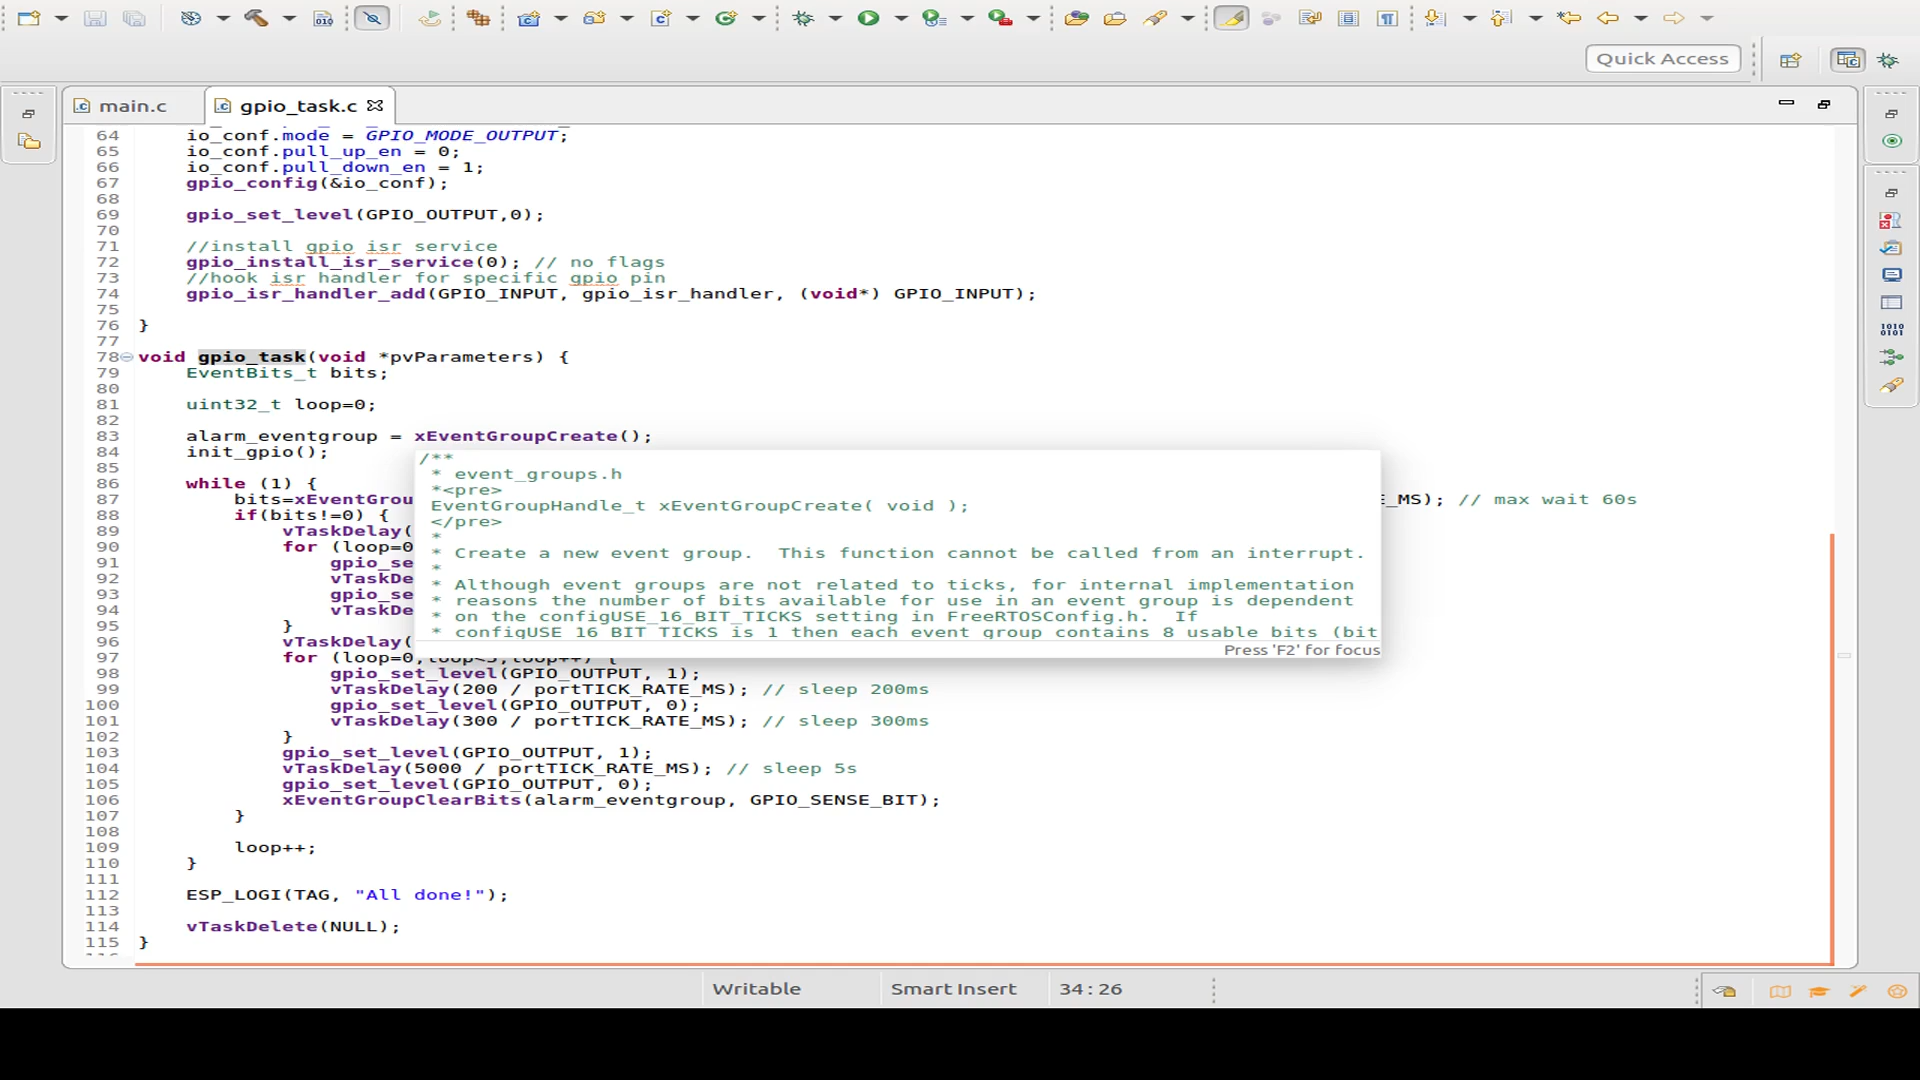 Quick Access
main.c
gpio_task.c
64 io_conf.mode = GPIO_MODE_OUTPUT;
65 io_conf.pull_up_en = 0;
66 io_conf.pull_down_en = 1;
67 gpio_config(&io_conf);
68
69 gpio_set_level(GPIO_OUTPUT,0);
70
71 //install gpio isr service
72 gpio_install_isr_service(0); // no flags
73 //hook isr handler for specific gpio pin
74 gpio_isr_handler_add(GPIO_INPUT, gpio_isr_handler, (void*) GPIO_INPUT);
75
76 }
77
78 void gpio_task(void *pvParameters) {
79 EventBits_t bits;
80
81 uint32_t loop=0;
82
83 alarm_eventgroup = xEventGroupCreate();
84 init_gpio();
85
86 while (1) {
87 bits=xEventGrou
_MS); // max wait 60s
88 if(bits!=0) {
89 vTaskDelay(
90 for (loop=0
91 gpio_se
92 vTaskDe
93 gpio_se
94 vTaskDe
95 }
96 vTaskDelay(
97 for (loop=0,loop<5,loop++) {
98 gpio_set_level(GPIO_OUTPUT, 1);
99 vTaskDelay(200 / portTICK_RATE_MS); // sleep 200ms
100 gpio_set_level(GPIO_OUTPUT, 0);
101 vTaskDelay(300 / portTICK_RATE_MS); // sleep 300ms
102 }
103 gpio_set_level(GPIO_OUTPUT, 1);
104 vTaskDelay(5000 / portTICK_RATE_MS); // sleep 5s
105 gpio_set_level(GPIO_OUTPUT, 0);
106 xEventGroupClearBits(alarm_eventgroup, GPIO_SENSE_BIT);
107 }
108
109 loop++;
110 }
111
112 ESP_LOGI(TAG, "All done!");
113
114 vTaskDelete(NULL);
115 }
/**
* event_groups.h
*<pre>
EventGroupHandle_t xEventGroupCreate( void );
</pre>
*
* Create a new event group. This function cannot be called from an interrupt.
*
* Although event groups are not related to ticks, for internal implementation
* reasons the number of bits available for use in an event group is dependent
* on the configUSE_16_BIT_TICKS setting in FreeRTOSConfig.h. If
* configUSE_16_BIT_TICKS is 1 then each event group contains 8 usable bits (bit
Press 'F2' for focus
Writable
Smart Insert
34:26